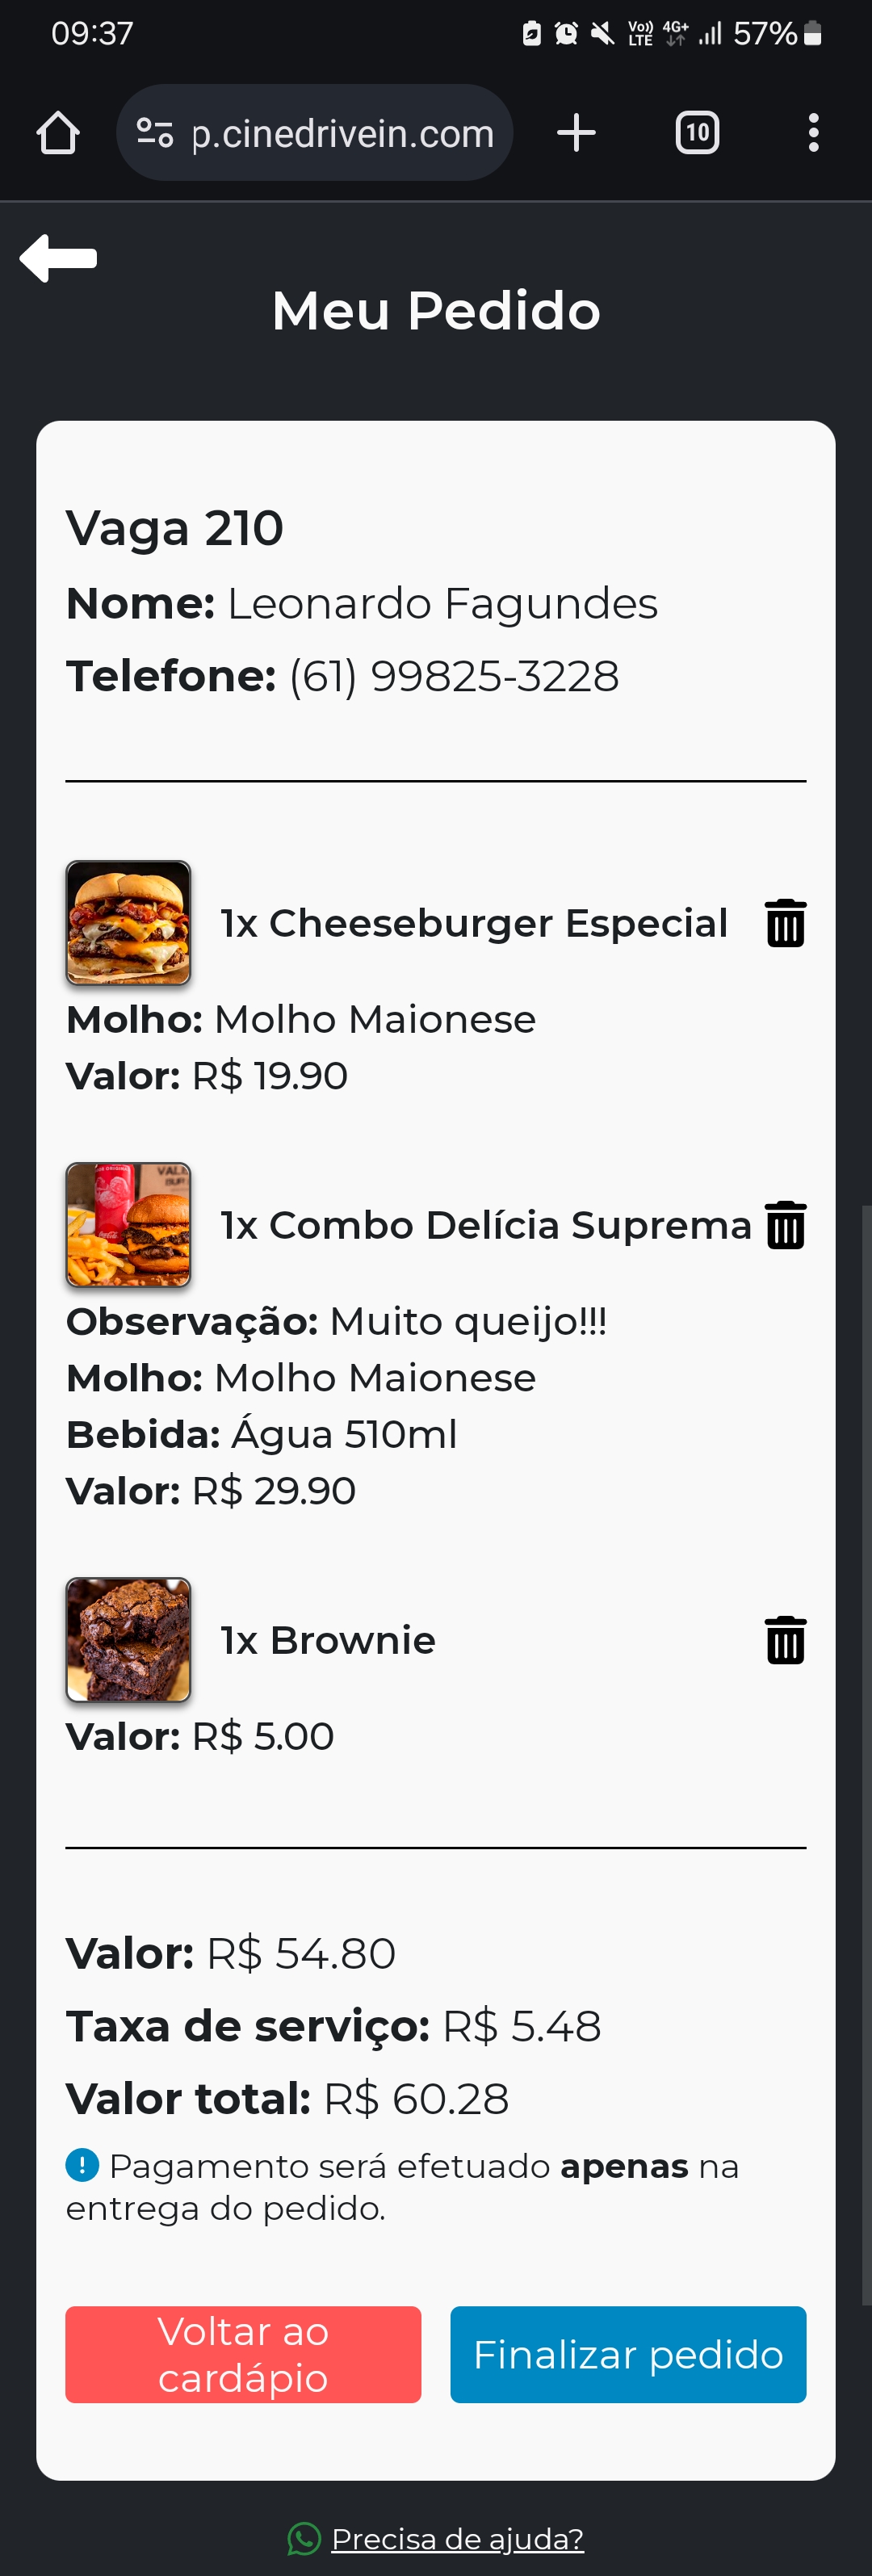 09:37
Vo)) LTE 4G+ 57%
p.cinedrivein.com
10
Meu Pedido
Vaga 210
Nome: Leonardo Fagundes
Telefone: (61) 99825-3228
1x Cheeseburger Especial
Molho: Molho Maionese
Valor: R$ 19.90
1x Combo Delícia Suprema
Observação: Muito queijo!!!
Molho: Molho Maionese
Bebida: Água 510ml
Valor: R$ 29.90
1x Brownie
Valor: R$ 5.00
Valor: R$ 54.80
Taxa de serviço: R$ 5.48
Valor total: R$ 60.28
Pagamento será efetuado apenas na
entrega do pedido.
Voltar ao
cardápio
Finalizar pedido
Precisa de ajuda?